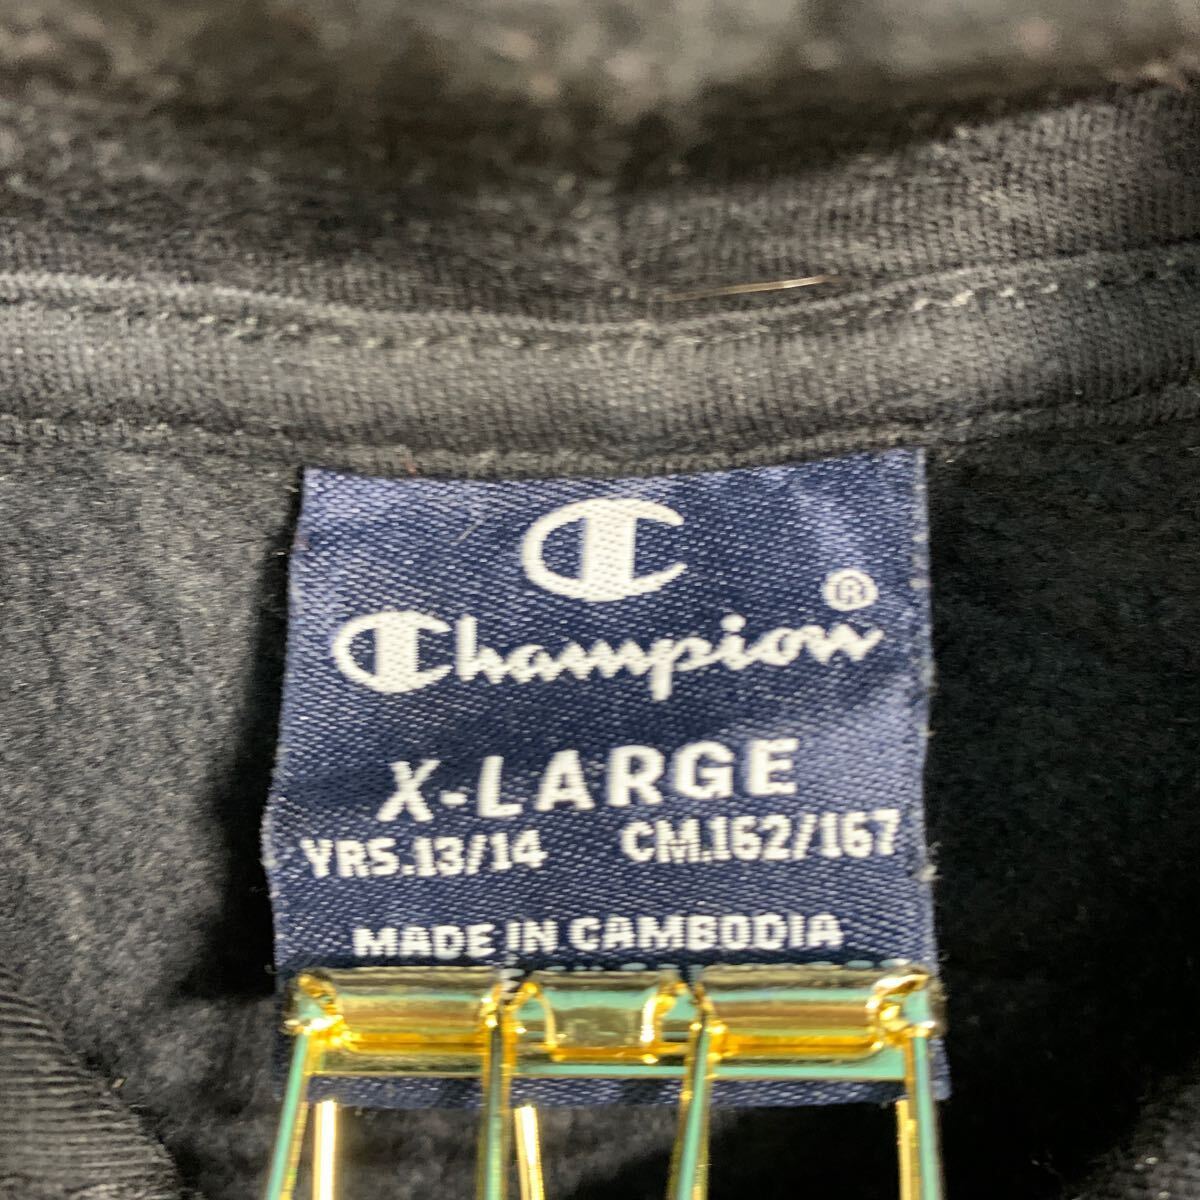 Champion®
X-LARGE
YRS.13/14 CM.162/167
MADE IN CAMBODIA